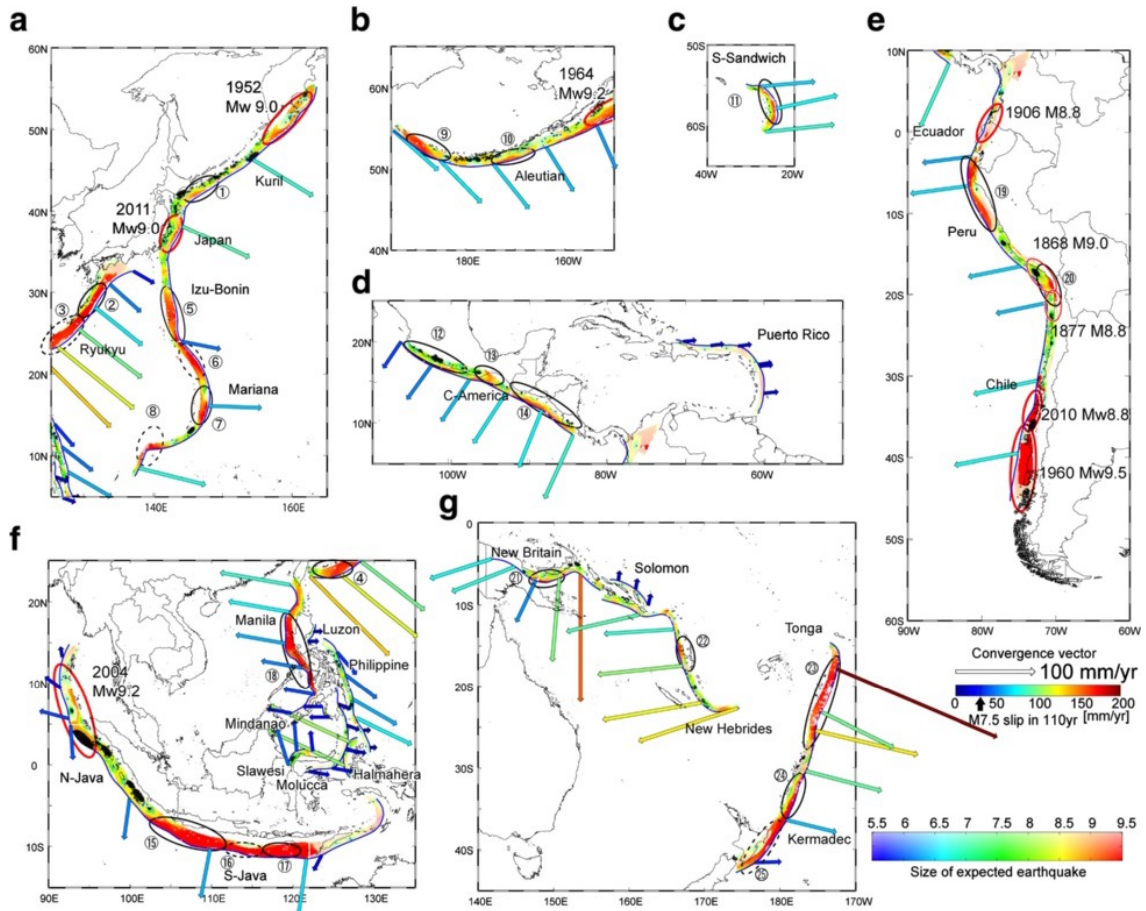 a
60N
50N
40N
30N
20N
10N
1952
Mw 9.0
Kuril
①
2011
Mw9.0
Japan
Izu-Bonin
③
②
⑤
Ryukyu
⑥
Mariana
⑧
⑦
140E
160E
b
60N
50N
40N
1964
Mw9.2
⑨
⑩
Aleutian
180E
160W
c
50S
S-Sandwich
⑪
60S
40W
20W
d
20N
10N
⑫
⑬
Puerto Rico
C-America
⑭
100W
80W
60W
e
10N
0
10S
20S
30S
40S
50S
60S
1906 M8.8
Ecuador
⑲
Peru
1868 M9.0
⑳
1877 M8.8
Chile
2010 Mw8.8
1960 Mw9.5
90W
80W
70W
60W
f
20N
10N
0
10S
④
Manila
Luzon
2004
Mw9.2
Philippine
⑱
Mindanao
N-Java
Slawesi
Halmahera
Molucca
⑮
⑯
⑰
S-Java
90E
100E
110E
120E
130E
g
0
10S
20S
30S
40S
New Britain
㉑
Solomon
㉒
Tonga
㉓
New Hebrides
㉔
Kermadec
㉕
140E
150E
160E
170E
180E
170W
Convergence vector
100 mm/yr
0 50 100 150 200
M7.5 slip in 110yr
[mm/yr]
5.5 6.5 7.5 8.5 9.5
6 7 8 9
Size of expected earthquake